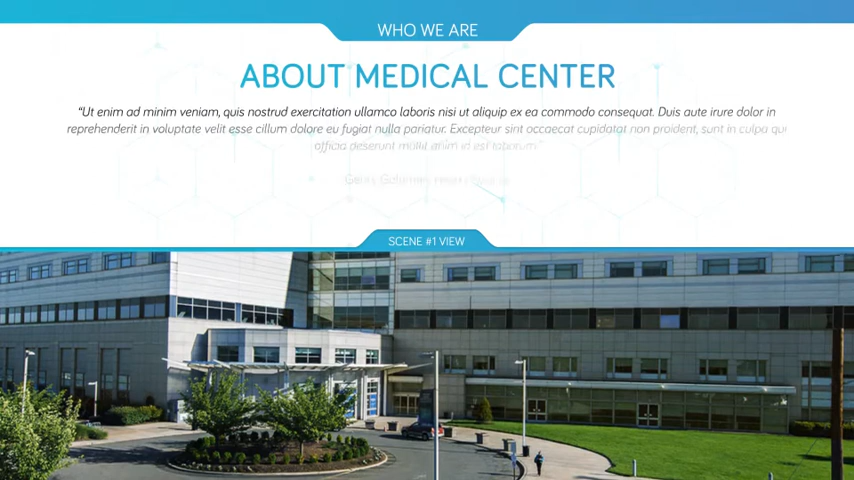 WHO WE ARE
ABOUT MEDICAL CENTER
“Ut enim ad minim veniam, quis nostrud exercitation ullamco laboris nisi ut aliquip ex ea commodo consequat. Duis aute irure dolor in
reprehenderit in voluptate velit esse cillum dolore eu fugiat nulla pariatur. Excepteur sint occaecat cupidatat non proident, sunt in culpa qui
officia deserunt mollit anim id est laborum”
SCENE #1 VIEW